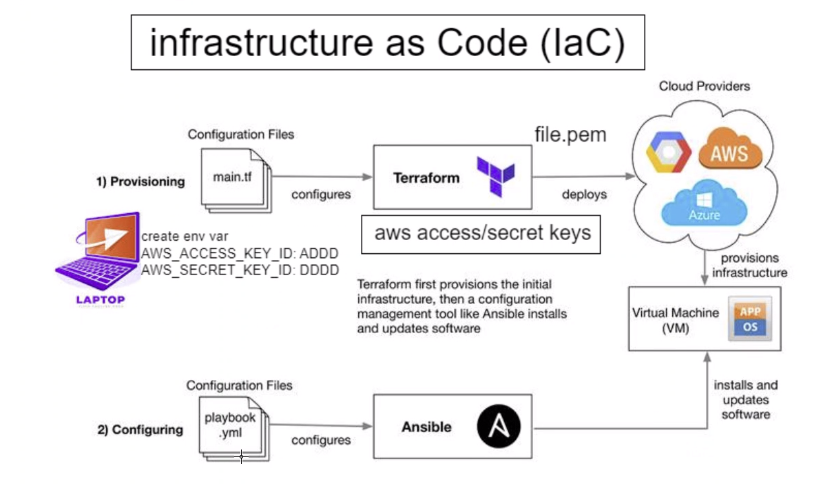 infrastructure as Code (IaC)
Cloud Providers
Configuration Files
file.pem
AWS
1) Provisioning
main.tf
configures
Terraform
deploys
Azure
aws access/secret keys
create env var
AWS_ACCESS_KEY_ID: ADDD
AWS_SECRET_KEY_ID: DDDD
LAPTOP
provisions
infrastructure
Terraform first provisions the initial
infrastructure, then a configuration
management tool like Ansible installs
and updates software
Virtual Machine
(VM)
APP
OS
Configuration Files
installs and
updates
software
2) Configuring
playbook
.yml
configures
Ansible
A